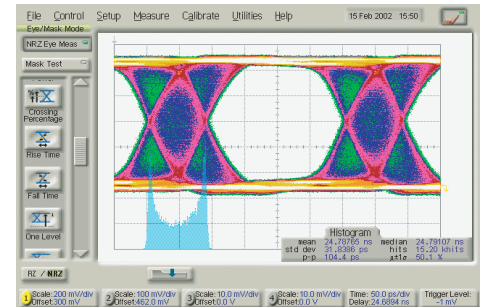 File Control Setup Measure Calibrate Utilities Help 15 Feb 2002 15:50
Eye/Mask Mode
NRZ Eye Meas
Mask Test
Crossing
Percentage
Rise Time
Fall Time
One Level
Histogram
mean 24.78765 ns median 24.79107 ns
std dev 31.8386 ps hits 15.20 khits
p-p 104.4 ps µ±1σ 50.1 %
RZ / NRZ
1 Scale:200 mV/div
Offset:300 mV
2 Scale:100 mV/div
Offset:462.0 mV
3 Scale:10.0 mV/div
Offset:0.0 V
4 Scale:10.0 mV/div
Offset:0.0 V
Time:50.0 ps/div
Delay:24.6894 ns
Trigger Level:
-1 mV